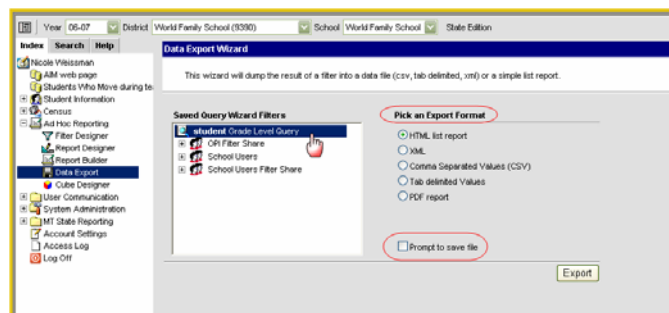 Year 06-07 District World Family School (9390) School World Family School State Edition
Index Search Help
Nicole Weissman
AIM web page
Students Who Move during te
Student Information
Census
Ad Hoc Reporting
Filter Designer
Report Designer
Report Builder
Data Export
Cube Designer
User Communication
System Administration
MT State Reporting
Account Settings
Access Log
Log Off
Data Export Wizard
This wizard will dump the result of a filter into a data file (csv, tab delimited, xml) or a simple list report.
Saved Query Wizard Filters
student Grade Level Query
OPI Filter Share
School Users
School Users Filter Share
Pick an Export Format
HTML list report
XML
Comma Separated Values (CSV)
Tab delimited Values
PDF report
Prompt to save file
Export